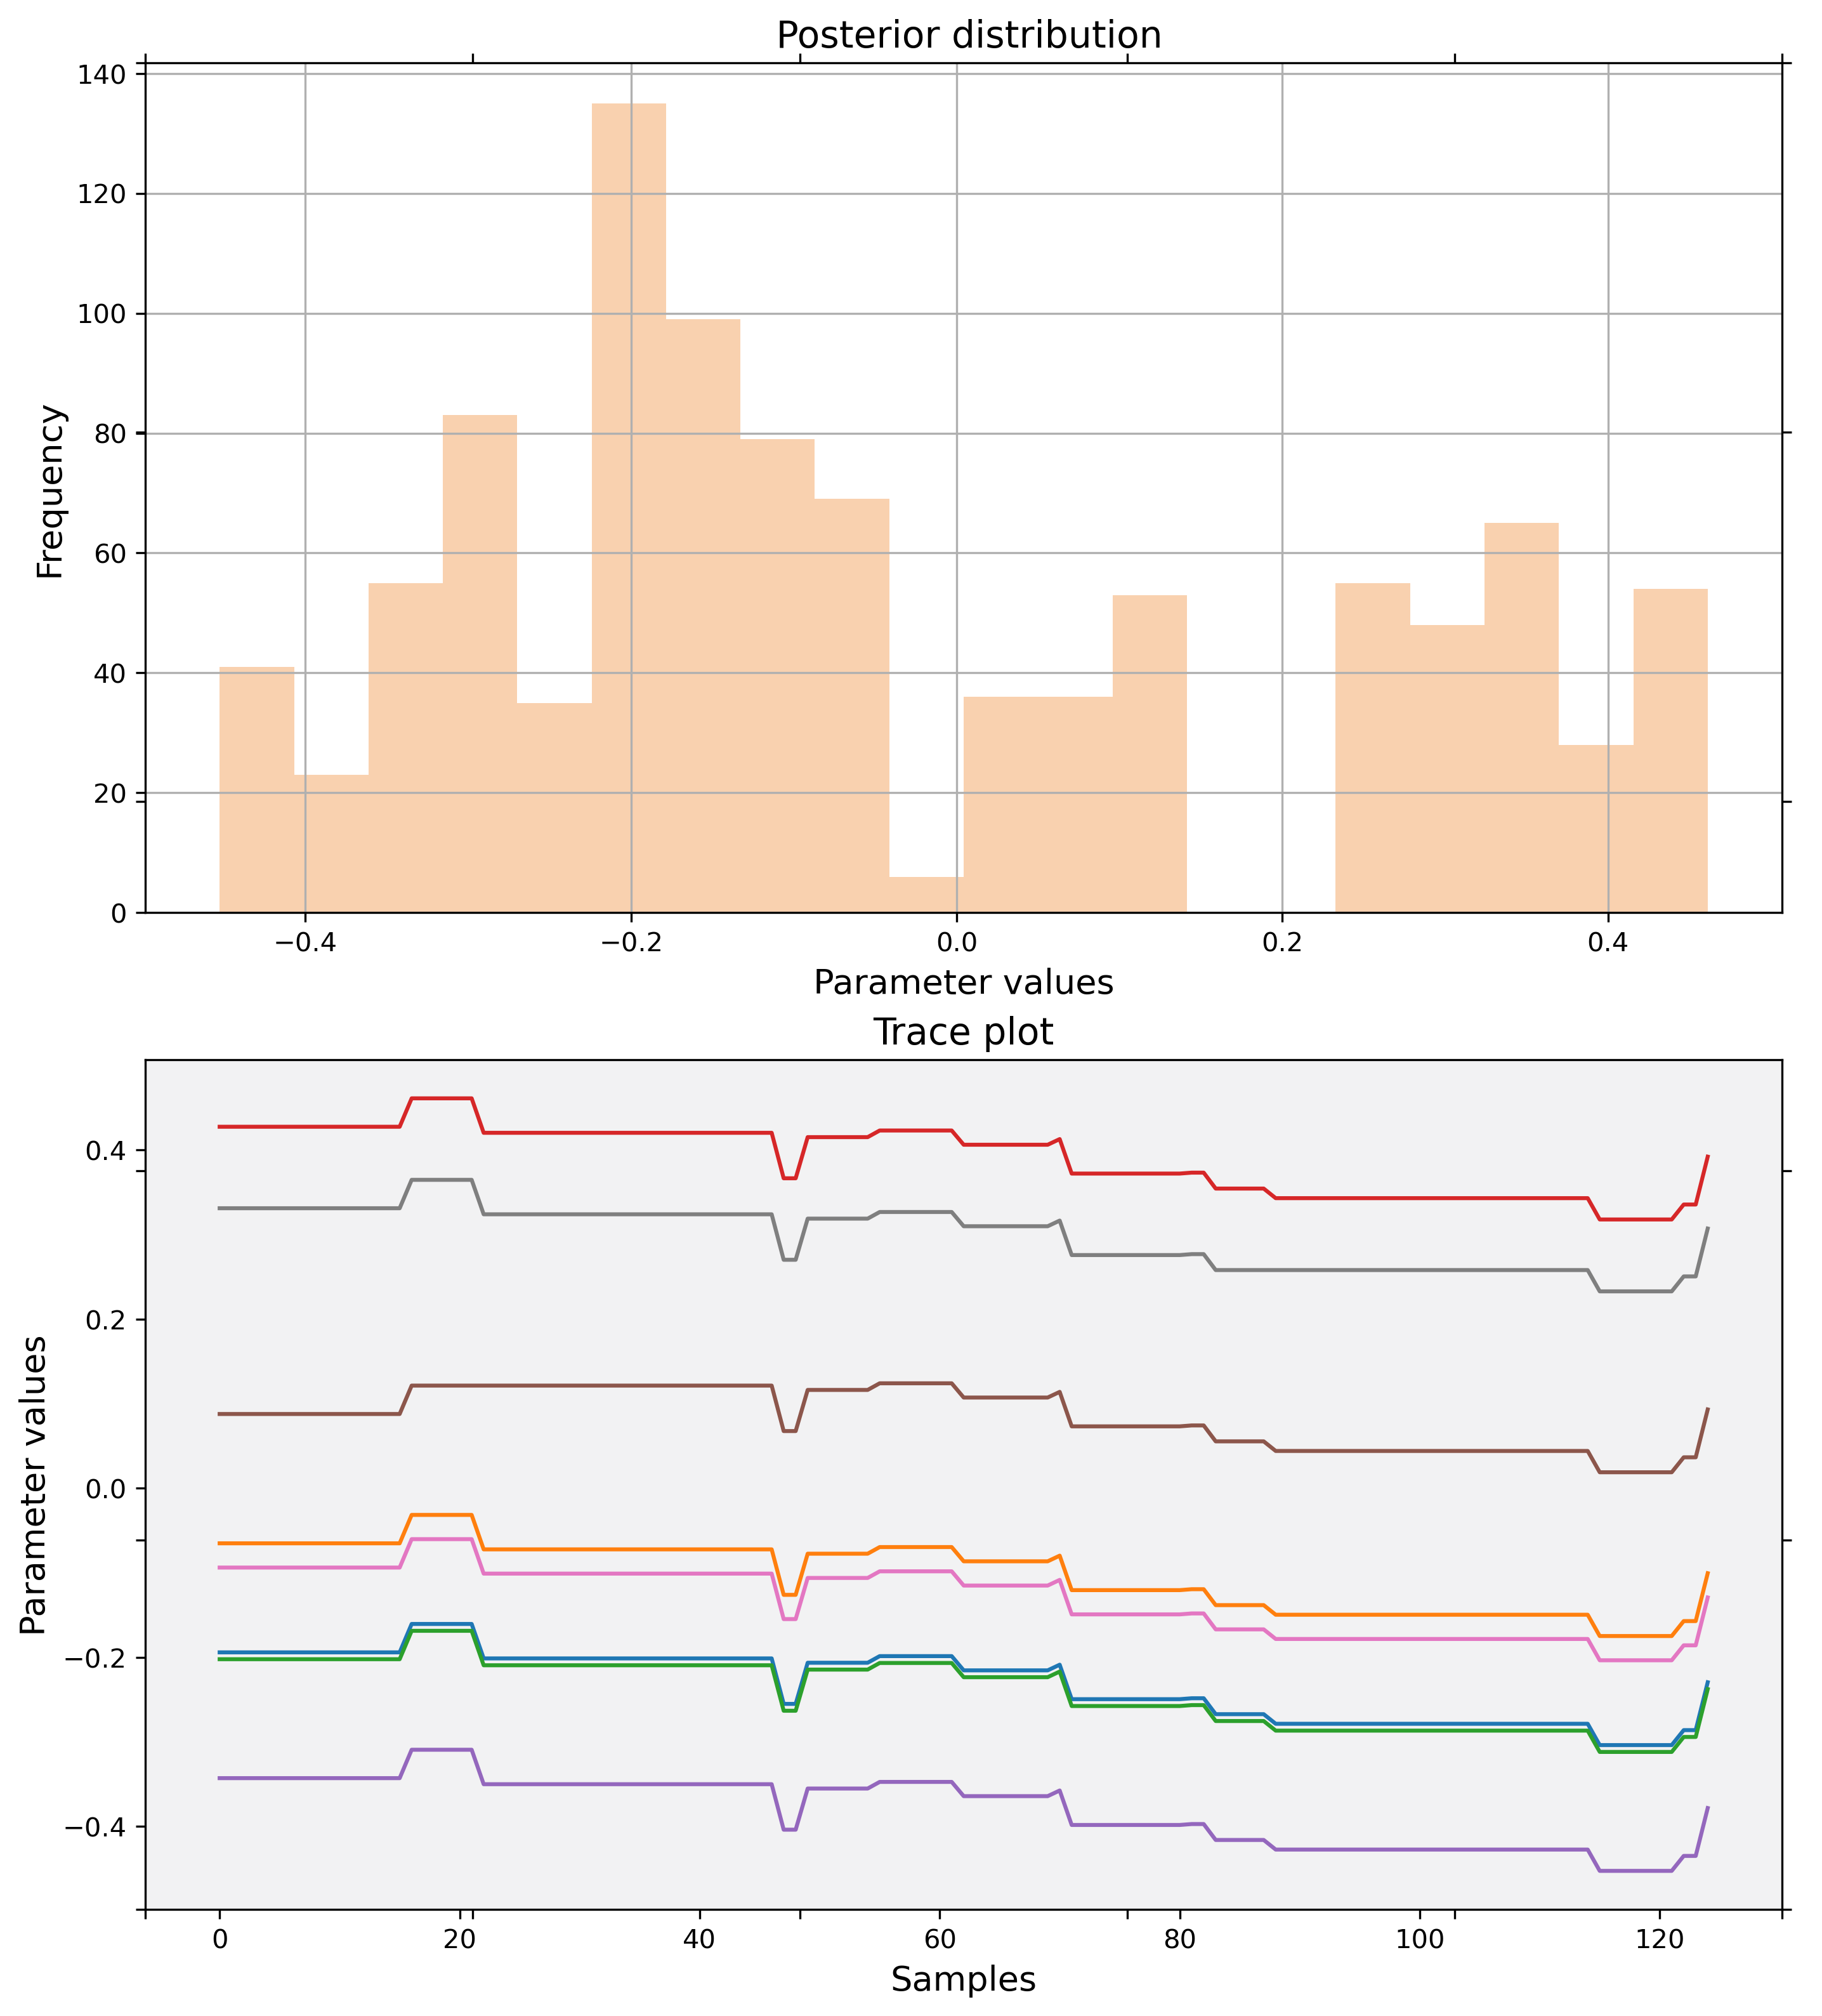 Posterior distribution
140
120
100
80
60
40
20
0
Frequency
−0.4 −0.2 0.0 0.2 0.4
Parameter values
Trace plot
0.4
0.2
0.0
−0.2
−0.4
Parameter values
0 20 40 60 80 100 120
Samples